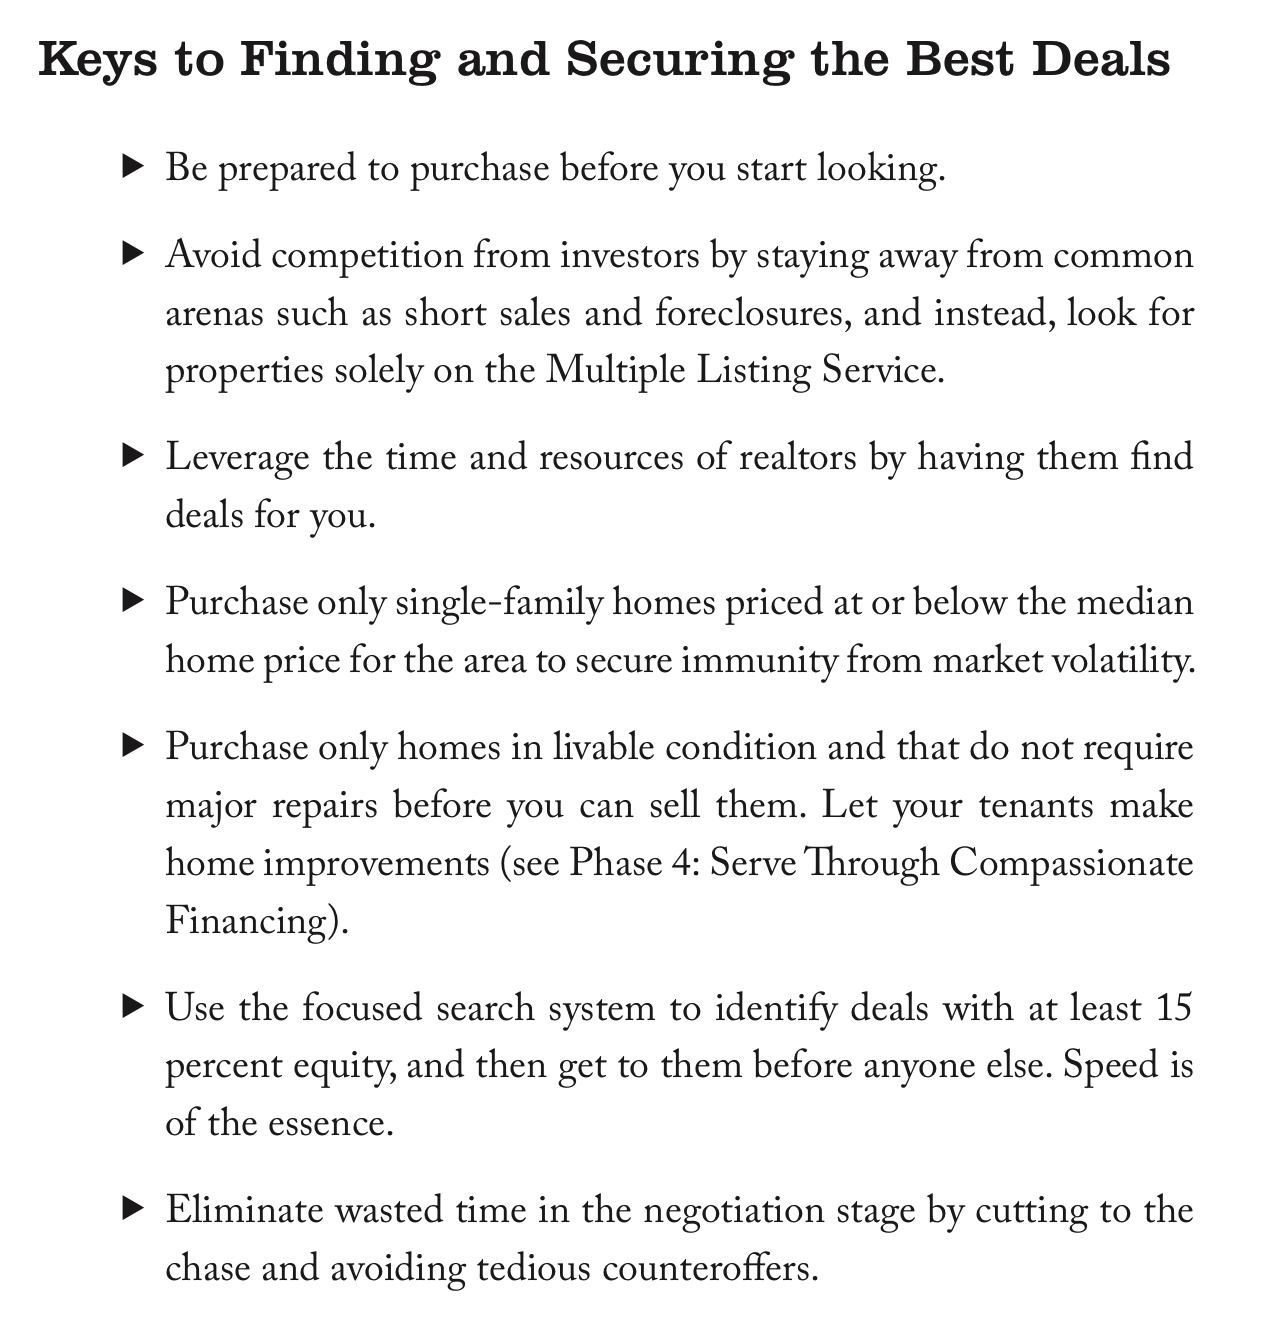 Keys to Finding and Securing the Best Deals
► Be prepared to purchase before you start looking.
► Avoid competition from investors by staying away from common
arenas such as short sales and foreclosures, and instead, look for
properties solely on the Multiple Listing Service.
► Leverage the time and resources of realtors by having them find
deals for you.
► Purchase only single-family homes priced at or below the median
home price for the area to secure immunity from market volatility.
► Purchase only homes in livable condition and that do not require
major repairs before you can sell them. Let your tenants make
home improvements (see Phase 4: Serve Through Compassionate
Financing).
► Use the focused search system to identify deals with at least 15
percent equity, and then get to them before anyone else. Speed is
of the essence.
► Eliminate wasted time in the negotiation stage by cutting to the
chase and avoiding tedious counteroffers.